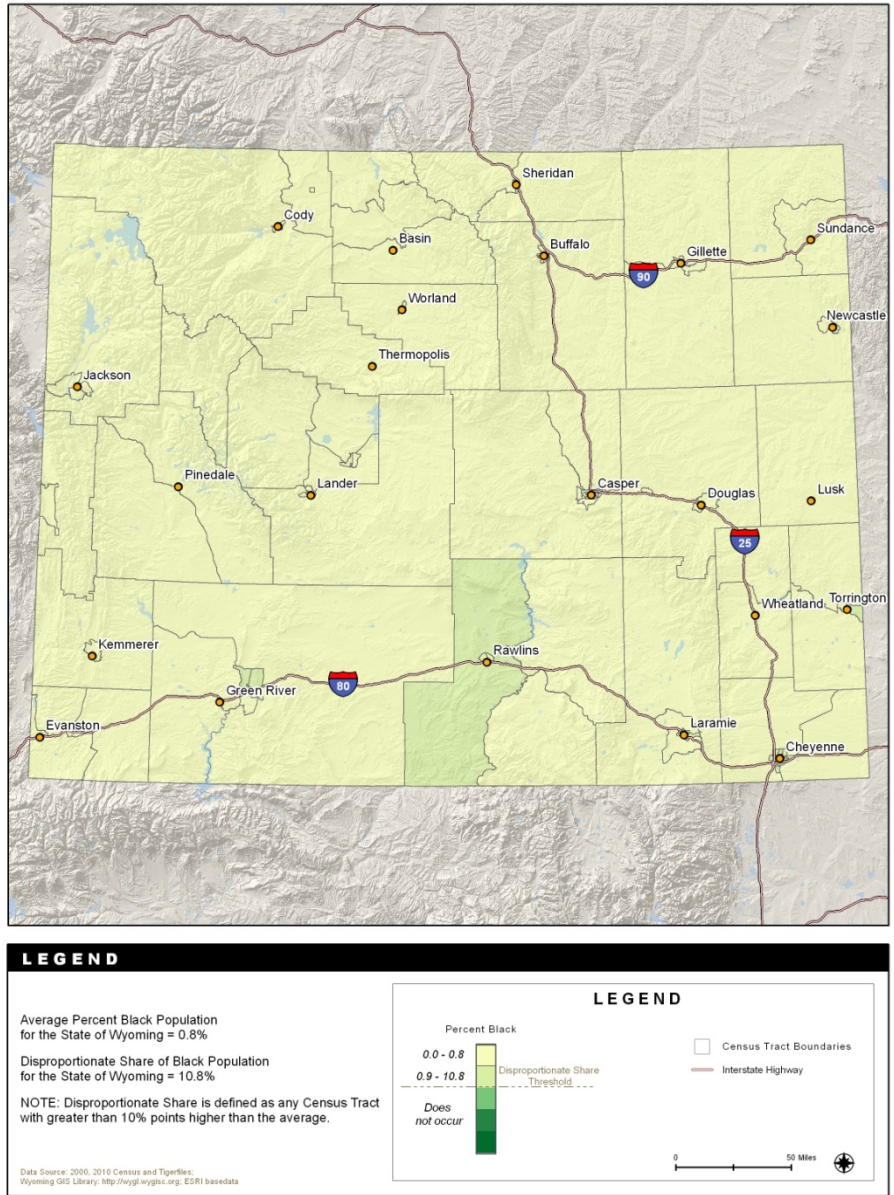 Sheridan
Cody
Sundance
Basin
Buffalo
Gillette
90
Worland
Newcastle
Thermopolis
Jackson
Pinedale
Lander
Casper
Douglas
Lusk
25
Wheatland
Torrington
Kemmerer
Rawlins
Green River
80
Evanston
Laramie
Cheyenne
LEGEND
Average Percent Black Population
for the State of Wyoming = 0.8%
Disproportionate Share of Black Population
for the State of Wyoming = 10.8%
NOTE: Disproportionate Share is defined as any Census Tract
with greater than 10% points higher than the average.
Data Source: 2000, 2010 Census and Tigerfiles;
Wyoming GIS Library: http://wygl.wygisc.org; ESRI basedata
LEGEND
Percent Black
0.0 - 0.8
0.9 - 10.8
Disproportionate Share
Threshold
Does
not occur
Census Tract Boundaries
Interstate Highway
0 50 Miles